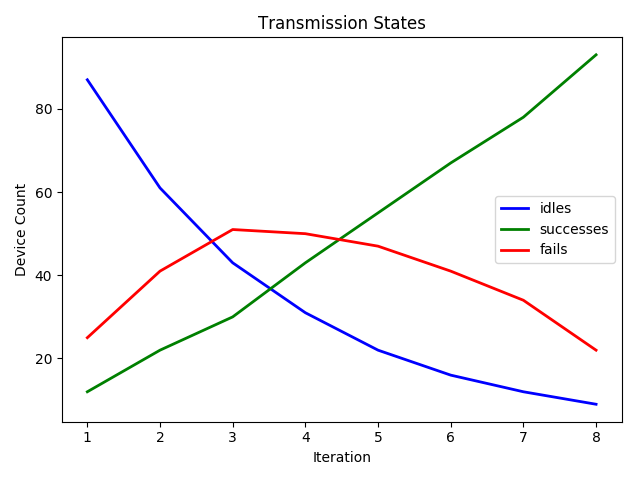 Transmission States
Device Count
80
60
40
20
idles
successes
fails
1 2 3 4 5 6 7 8
Iteration